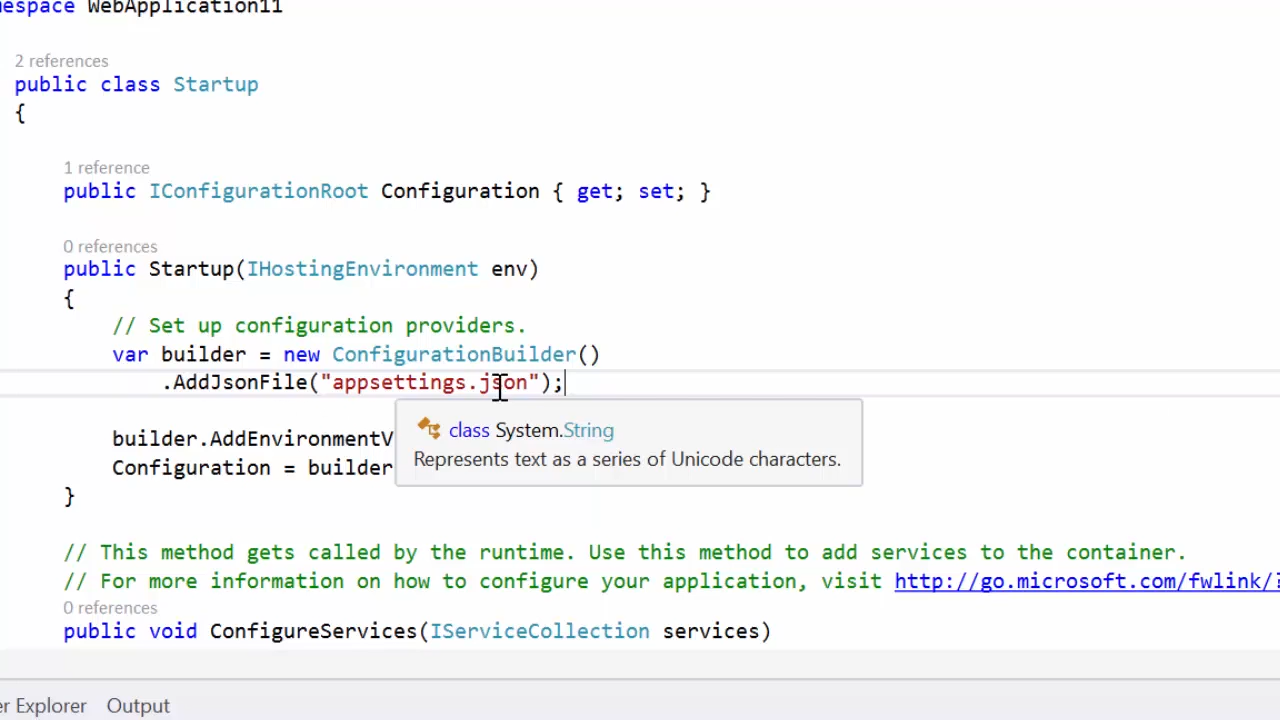 WebApplication11
2 references
public class Startup
{
1 reference
public IConfigurationRoot Configuration { get; set; }
0 references
public Startup(IHostingEnvironment env)
{
// Set up configuration providers.
var builder = new ConfigurationBuilder()
.AddJsonFile("appsettings.json");
class System.String
Represents text as a series of Unicode characters.
builder.AddEnvironmentV
Configuration = builder
}
// This method gets called by the runtime. Use this method to add services to the container.
// For more information on how to configure your application, visit http://go.microsoft.com/fwlink/?
0 references
public void ConfigureServices(IServiceCollection services)
er Explorer Output